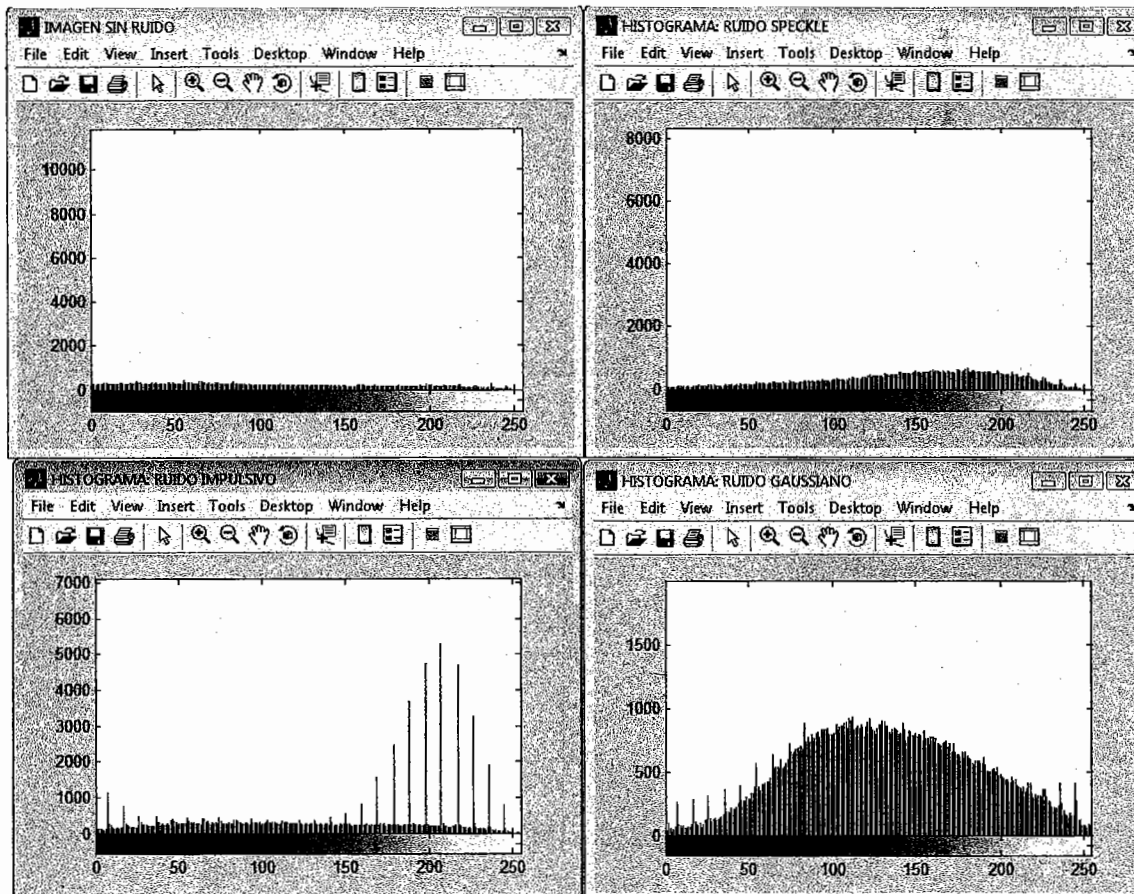 IMAGEN SIN RUIDO
File Edit View Insert Tools Desktop Window Help
10000
8000
6000
4000
2000
0
0 50 100 150 200 250
HISTOGRAMA: RUIDO SPECKLE
File Edit View Insert Tools Desktop Window Help
8000
6000
4000
2000
0
0 50 100 150 200 250
HISTOGRAMA: RUIDO IMPULSIVO
File Edit View Insert Tools Desktop Window Help
7000
6000
5000
4000
3000
2000
1000
0
0 50 100 150 200 250
HISTOGRAMA: RUIDO GAUSSIANO
File Edit View Insert Tools Desktop Window Help
1500
1000
500
0
0 50 100 150 200 250